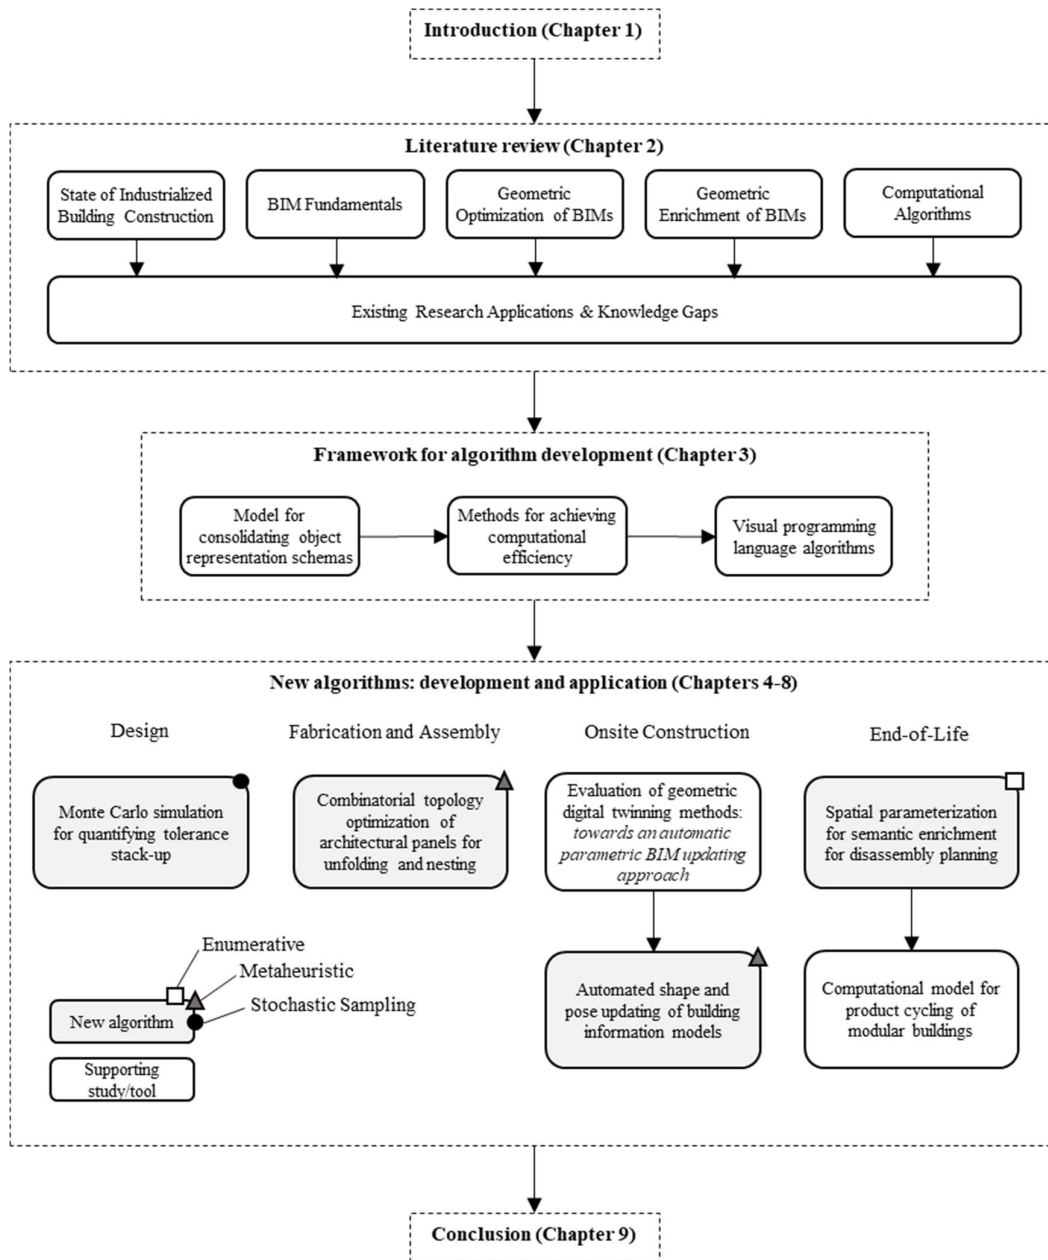 Introduction (Chapter 1)
Literature review (Chapter 2)
State of Industrialized
Building Construction
BIM Fundamentals
Geometric
Optimization of BIMs
Geometric
Enrichment of BIMs
Computational
Algorithms
Existing Research Applications & Knowledge Gaps
Framework for algorithm development (Chapter 3)
Model for
consolidating object
representation schemas
Methods for achieving
computational
efficiency
Visual programming
language algorithms
New algorithms: development and application (Chapters 4-8)
Design
Fabrication and Assembly
Onsite Construction
End-of-Life
Monte Carlo simulation
for quantifying tolerance
stack-up
Combinatorial topology
optimization of
architectural panels for
unfolding and nesting
Evaluation of geometric
digital twinning methods:
towards an automatic
parametric BIM updating
approach
Spatial parameterization
for semantic enrichment
for disassembly planning
Enumerative
Metaheuristic
Stochastic Sampling
New algorithm
Supporting
study/tool
Automated shape and
pose updating of building
information models
Computational model for
product cycling of
modular buildings
Conclusion (Chapter 9)